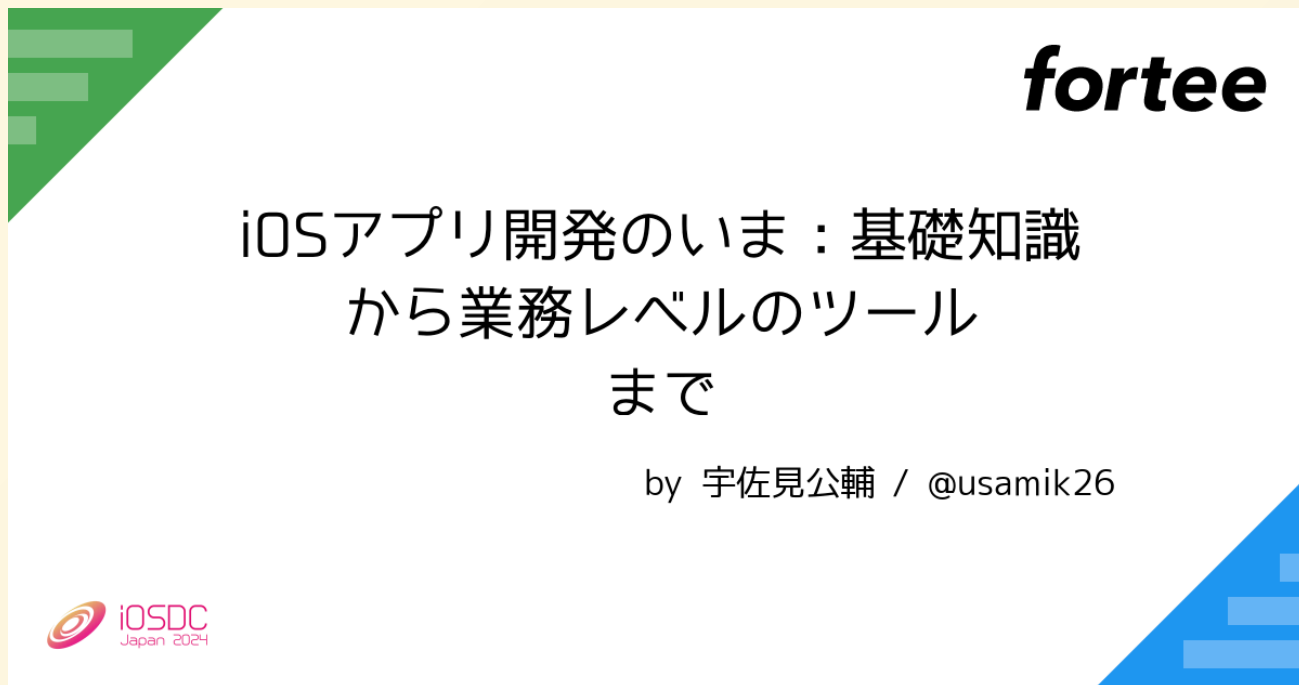 fortee
iOSアプリ開発のいま：基礎知識
から業務レベルのツール
まで
by 宇佐見公輔 / @usamik26
iOSDC
Japan 2024